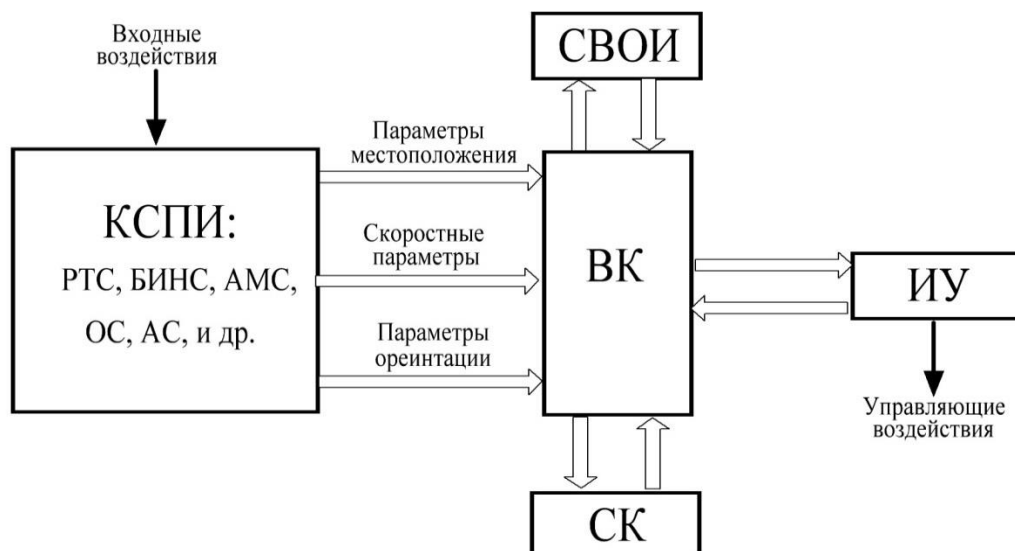 Входные
воздействия
СВОИ
Параметры
местоположения
КСПИ:
РТС, БИНС, АМС,
ОС, АС, и др.
Скоростные
параметры
ВК
ИУ
Параметры
ореинтации
Управляющие
воздействия
СК